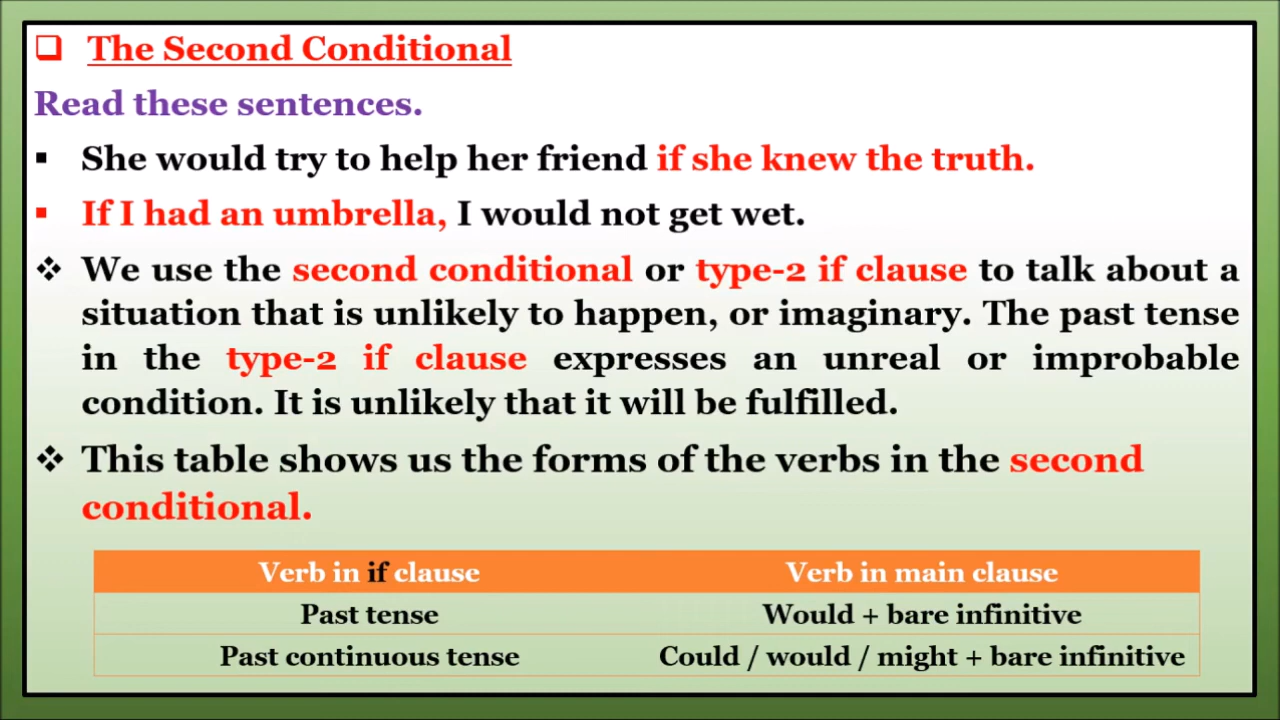 The Second Conditional
Read these sentences.
She would try to help her friend if she knew the truth.
If I had an umbrella, I would not get wet.
We use the second conditional or type-2 if clause to talk about a
situation that is unlikely to happen, or imaginary. The past tense
in the type-2 if clause expresses an unreal or improbable
condition. It is unlikely that it will be fulfilled.
This table shows us the forms of the verbs in the second
conditional.
Verb in if clause Verb in main clause
Past tense Would + bare infinitive
Past continuous tense Could / would / might + bare infinitive